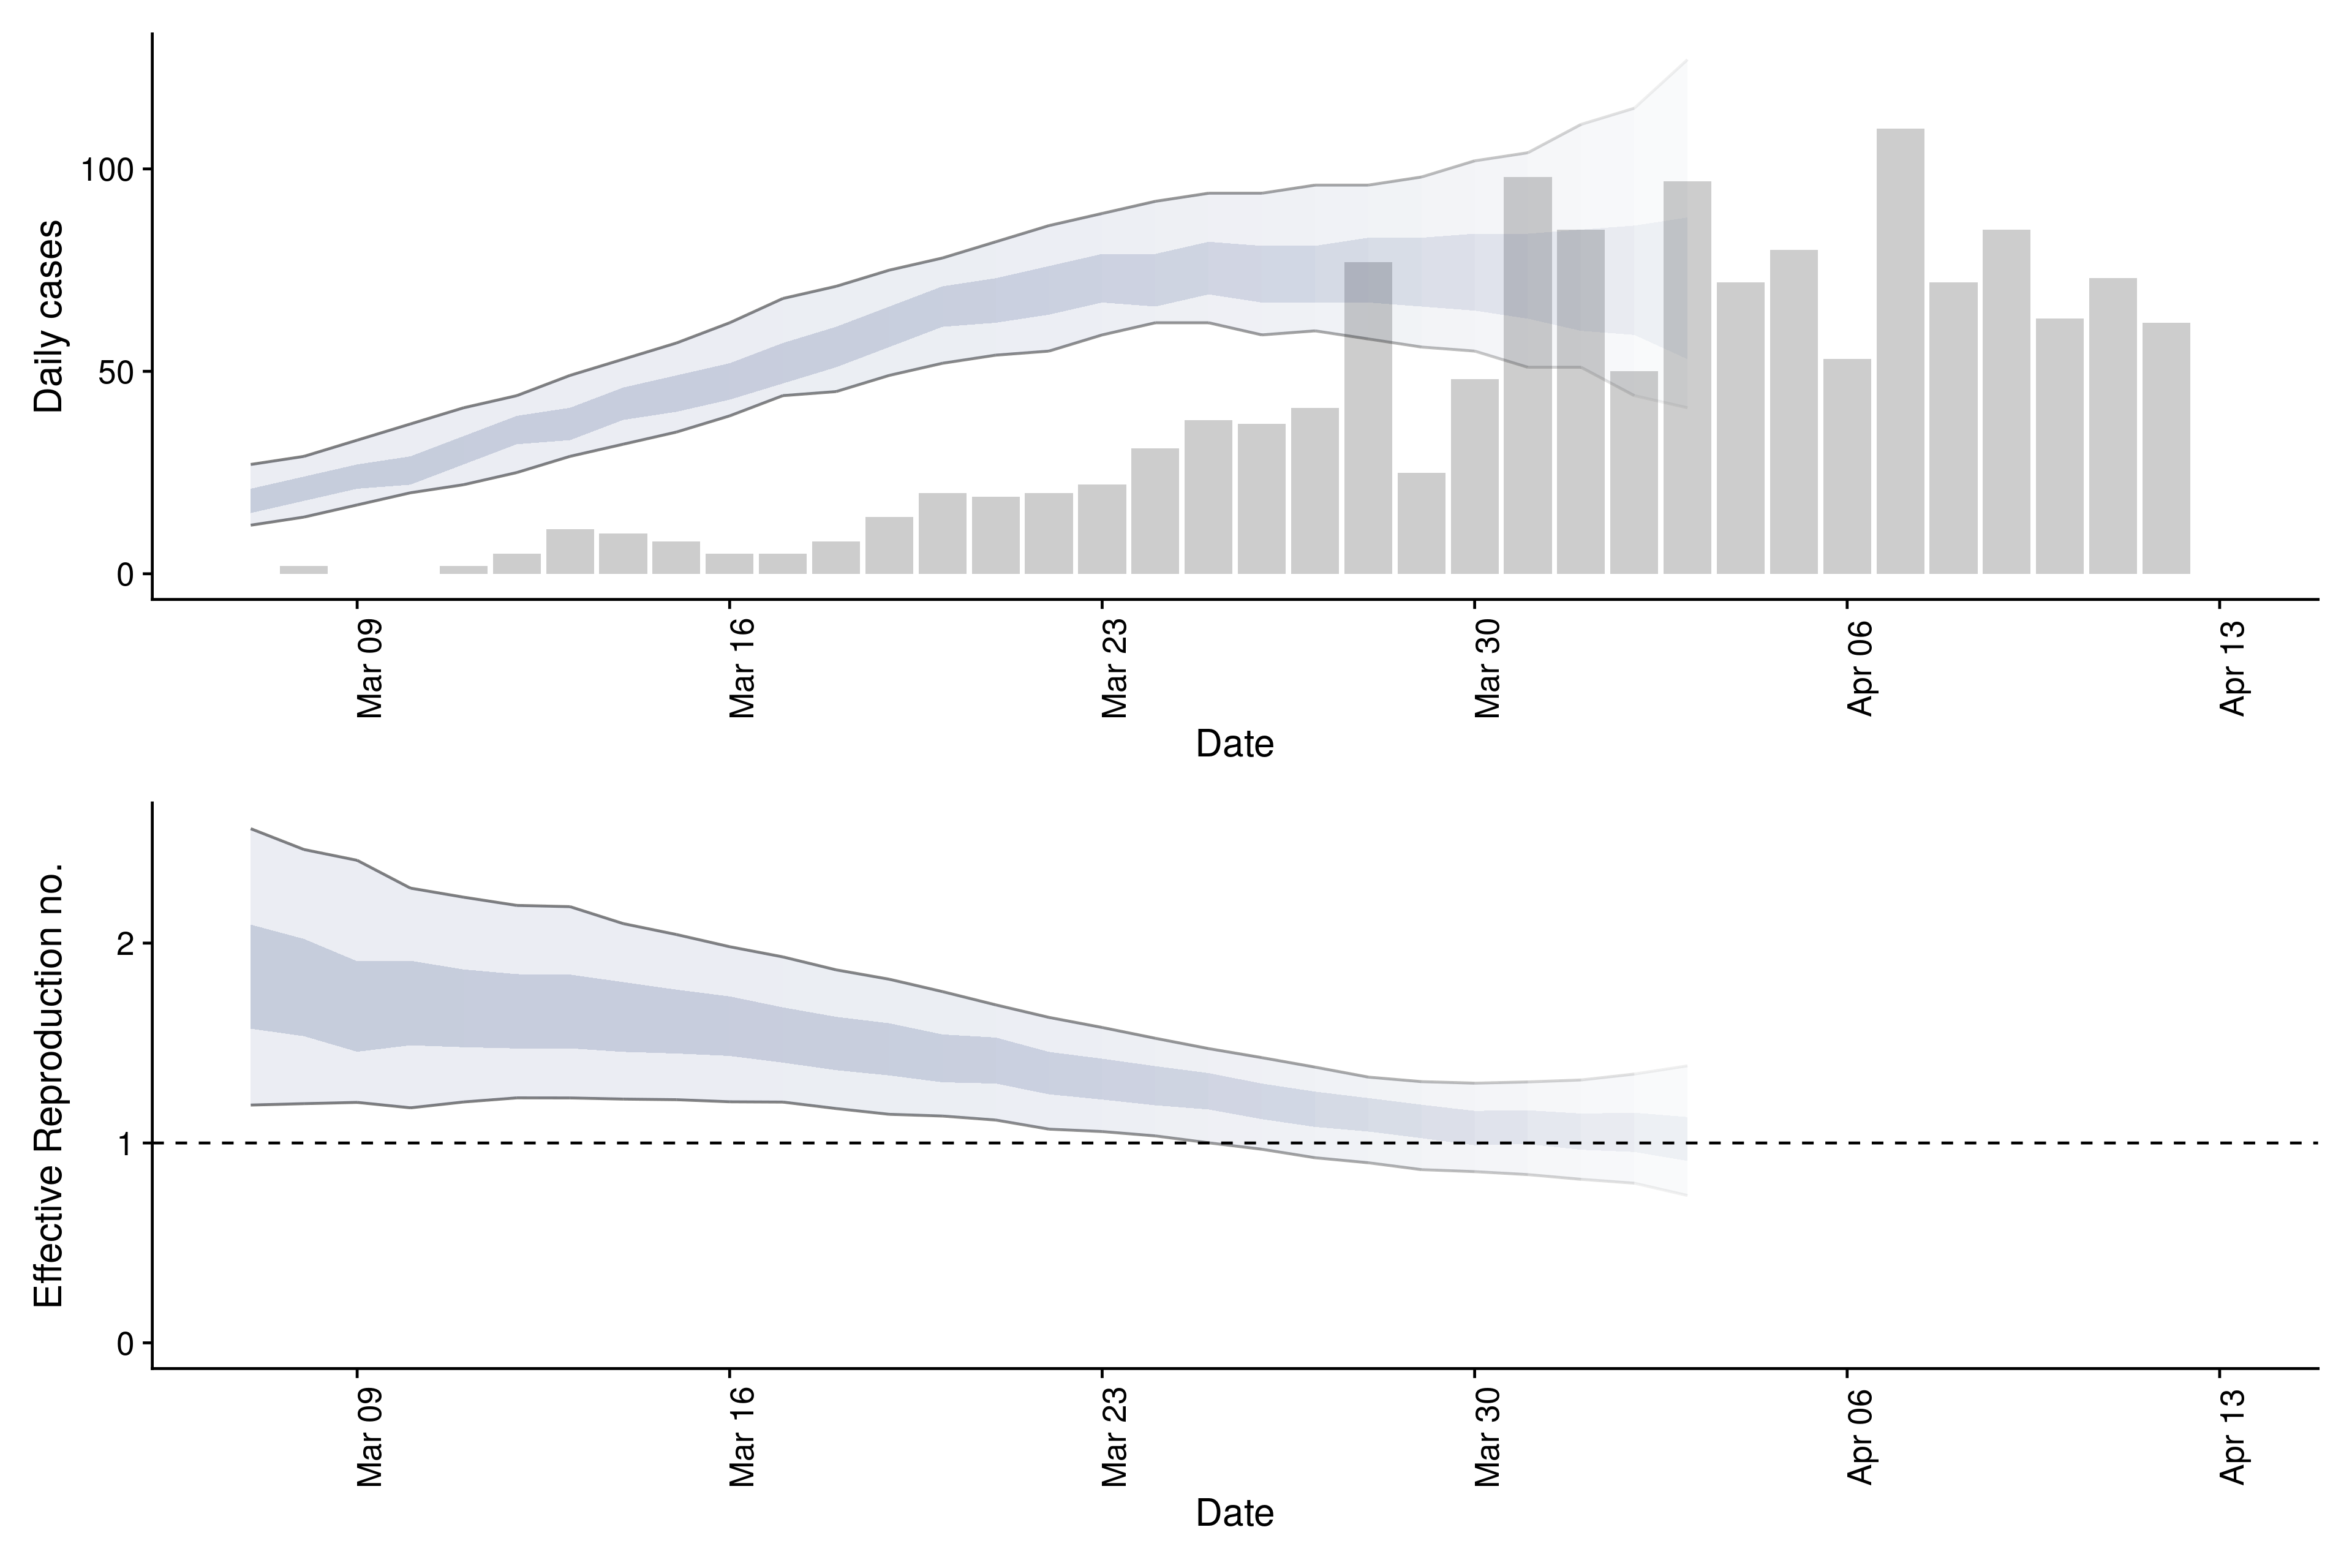 Daily cases
100
50
0
Mar 09
Mar 16
Mar 23
Mar 30
Apr 06
Apr 13
Date
Effective Reproduction no.
2
1
0
Mar 09
Mar 16
Mar 23
Mar 30
Apr 06
Apr 13
Date